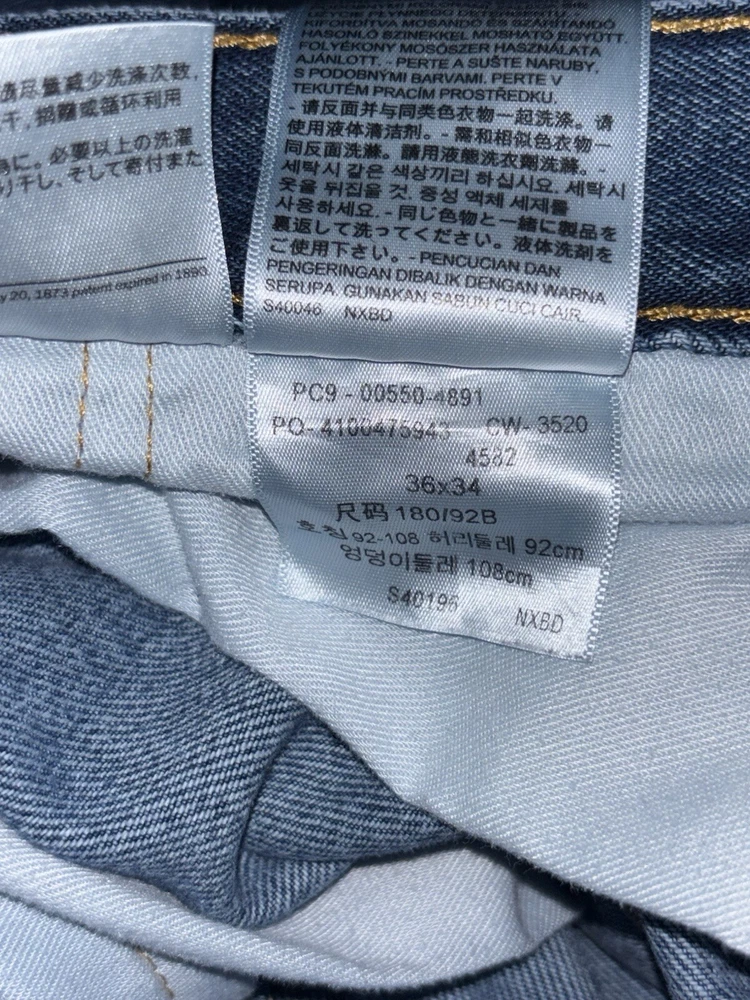 请尽量减少洗涤次数,
干, 捐赠或循环利用
為に。必要以上の洗濯
り干し、そして寄付また
y 20, 1873 patent expired in 1890.
HASONLÓ SZINEKKEL MOSHATÓ EGYÜTT.
FOLYÉKONY MOSÓSZER HASZNÁLATA
AJÁNLOTT. - PERTE A SUŠTE NARUBY,
S PODOBNÝMI BARVAMI. PERTE V
TEKUTÉM PRACÍM PROSTŘEDKU.
- 请反面并与同类色衣物一起洗涤。请
使用液体清洁剂。- 需和相似色衣物一
同反面洗滌。請用液態洗衣劑洗滌。-
세탁시 같은 색상끼리 하십시요. 세탁시
옷을 뒤집을 것. 중성 액체 세제를
사용하세요. - 同じ色物と一緒に製品を
裏返して洗ってください。液体洗剤を
ご使用下さい。- PENCUCIAN DAN
PENGERINGAN DIBALIK DENGAN WARNA
SERUPA. GUNAKAN SABUN CUCI CAIR.
S40046 NXBD
PC9 - 00550-4891
PO- 4100475943 CW- 3520
4582
36x34
尺码 180/92B
호칭 92-108 허리둘레 92cm
엉덩이둘레 108cm
S40196 NXBD